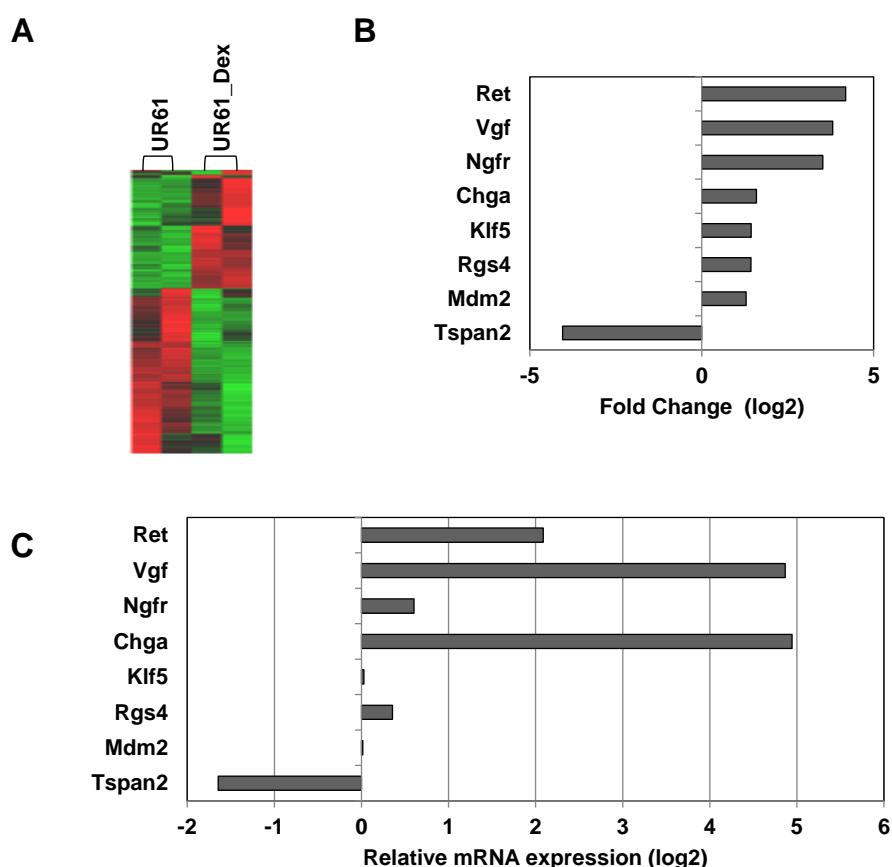 A
UR61
UR61_Dex
B
Ret
Vgf
Ngfr
Chga
Klf5
Rgs4
Mdm2
Tspan2
-5
0
5
Fold Change (log2)
C
Ret
Vgf
Ngfr
Chga
Klf5
Rgs4
Mdm2
Tspan2
-2
-1
0
1
2
3
4
5
6
Relative mRNA expression (log2)